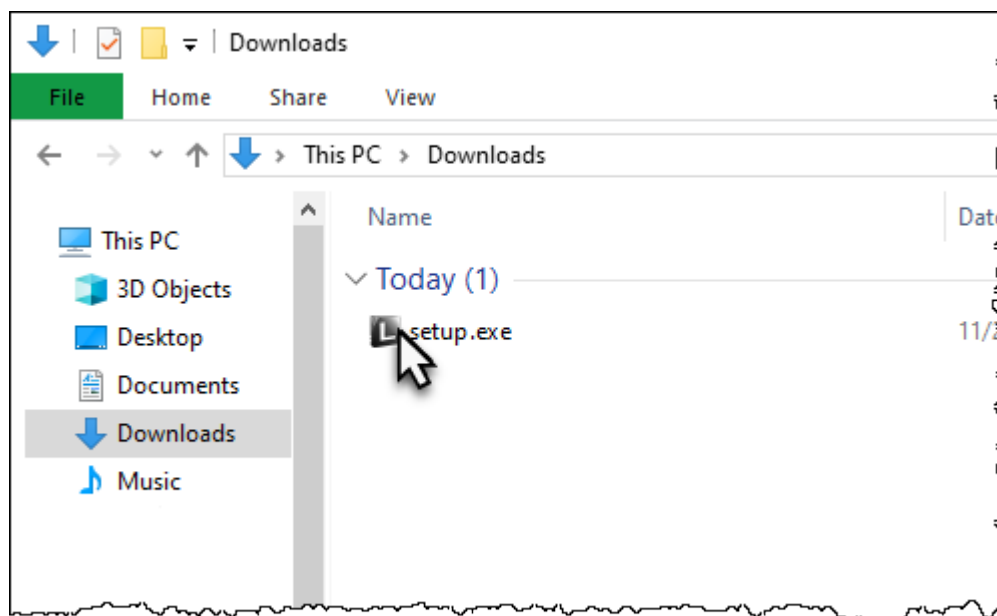 Downloads
File Home Share View
This PC > Downloads
Name
This PC
3D Objects
Desktop
Documents
Downloads
Music
Today (1)
L setup.exe